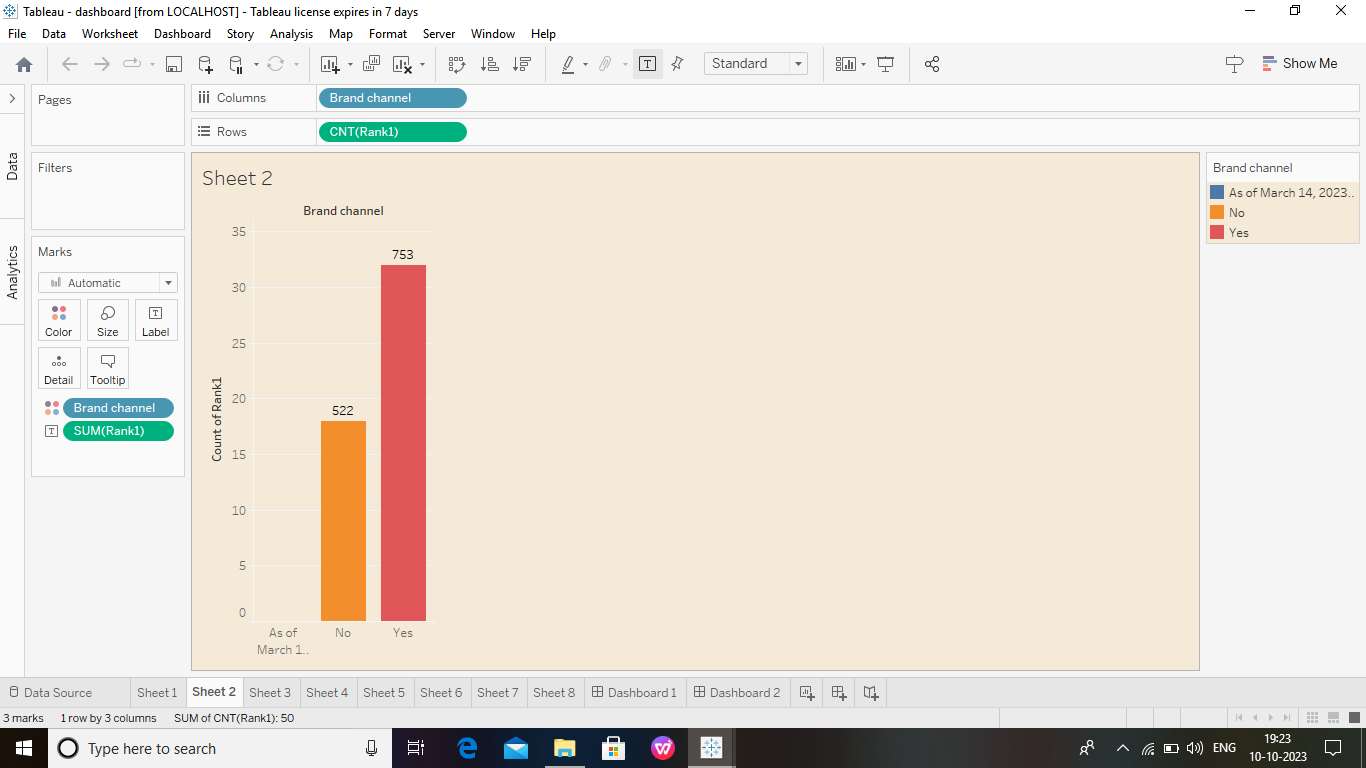 Tableau - dashboard [from LOCALHOST] - Tableau license expires in 7 days
File Data Worksheet Dashboard Story Analysis Map Format Server Window Help
Standard
Show Me
Pages
Columns
Brand channel
Rows
CNT(Rank1)
Data
Analytics
Filters
Marks
Automatic
Color Size Label
Detail Tooltip
Brand channel
SUM(Rank1)
Sheet 2
Brand channel
Count of Rank1
35
30
25
20
15
10
5
0
753
522
As of March 1.. No Yes
Brand channel
As of March 14, 2023..
No
Yes
Data Source Sheet 1 Sheet 2 Sheet 3 Sheet 4 Sheet 5 Sheet 6 Sheet 7 Sheet 8 Dashboard 1 Dashboard 2
3 marks 1 row by 3 columns SUM of CNT(Rank1): 50
Type here to search
ENG
19:23
10-10-2023